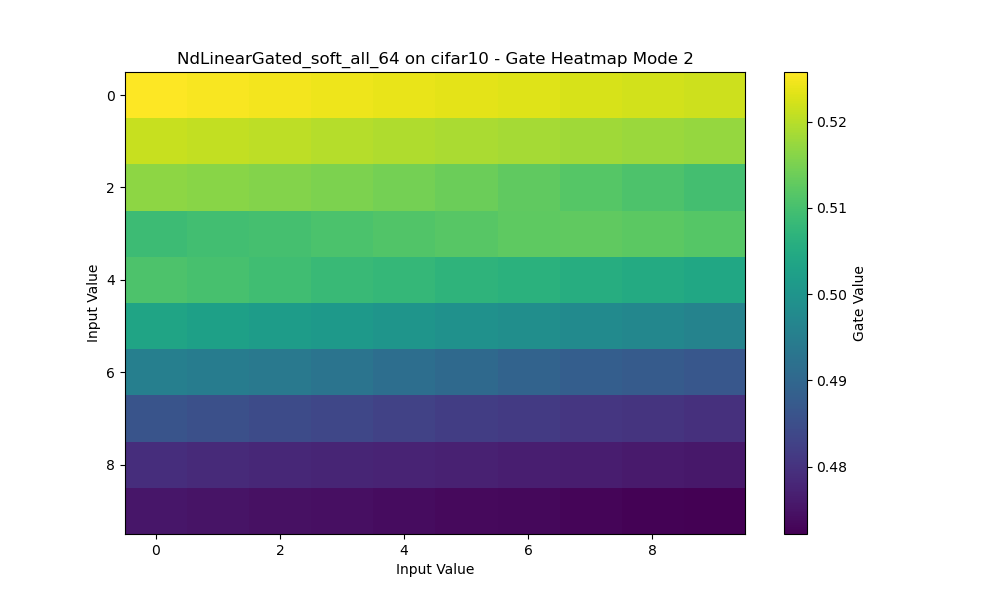 NdLinearGated_soft_all_64 on cifar10 - Gate Heatmap Mode 2
0
2
4
6
8
Input Value
0 2 4 6 8
Input Value
0.52
0.51
0.50
0.49
0.48
Gate Value